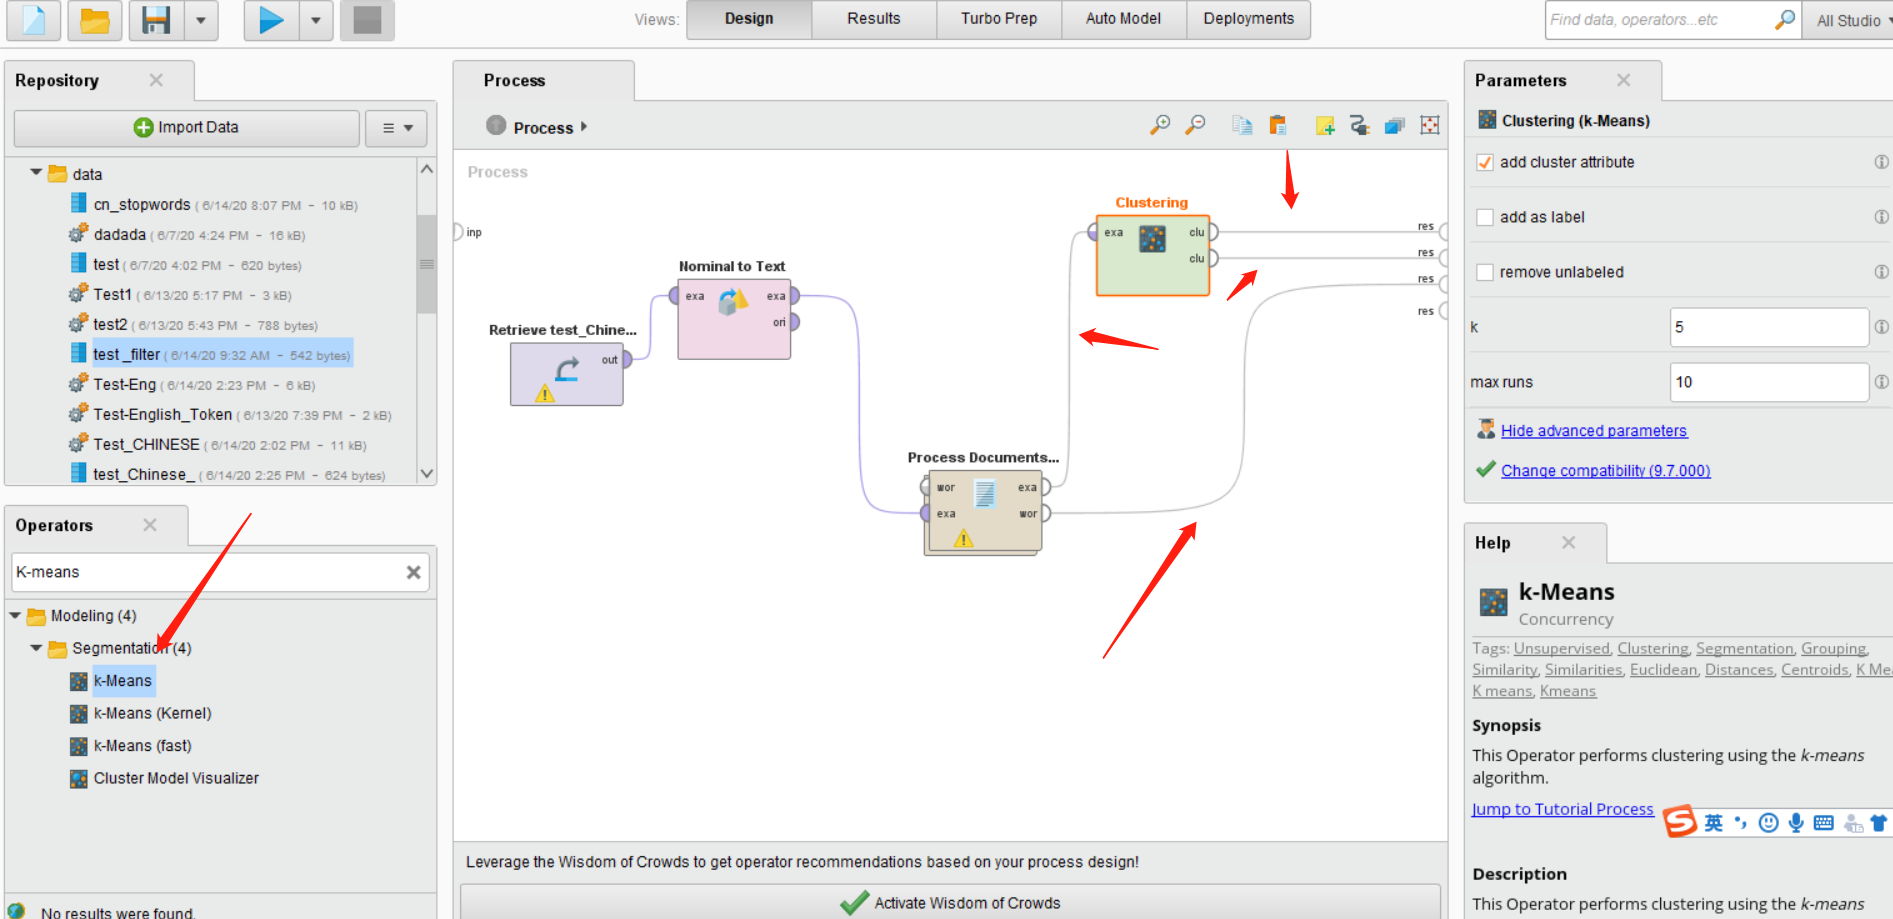 Views:
Design
Results
Turbo Prep
Auto Model
Deployments
Find data, operators...etc
All Studio
Repository
Import Data
data
cn_stopwords ( 6/14/20 8:07 PM - 10 kB)
dadada ( 6/7/20 4:24 PM - 16 kB)
test ( 6/7/20 4:02 PM - 620 bytes)
Test1 ( 6/13/20 5:17 PM - 3 kB)
test2 ( 6/13/20 5:43 PM - 788 bytes)
test _filter ( 6/14/20 9:32 AM - 542 bytes)
Test-Eng ( 6/14/20 2:23 PM - 6 kB)
Test-English_Token ( 6/13/20 7:39 PM - 2 kB)
Test_CHINESE ( 6/14/20 2:02 PM - 11 kB)
test_Chinese_ ( 6/14/20 2:25 PM - 624 bytes)
Operators
K-means
Modeling (4)
Segmentation (4)
k-Means
k-Means (Kernel)
k-Means (fast)
Cluster Model Visualizer
No results were found.
Process
Process
Process
inp
Retrieve test_Chine...
out
Nominal to Text
exa
exa
ori
Process Documents...
wor
exa
exa
wor
Clustering
exa
clu
clu
res
res
res
res
Leverage the Wisdom of Crowds to get operator recommendations based on your process design!
Activate Wisdom of Crowds
Parameters
Clustering (k-Means)
add cluster attribute
add as label
remove unlabeled
k
5
max runs
10
Hide advanced parameters
Change compatibility (9.7.000)
Help
k-Means
Concurrency
Tags: Unsupervised, Clustering, Segmentation, Grouping,
Similarity, Similarities, Euclidean, Distances, Centroids, K Mea
K means, Kmeans
Synopsis
This Operator performs clustering using the k-means
algorithm.
Jump to Tutorial Process
英
Description
This Operator performs clustering using the k-means